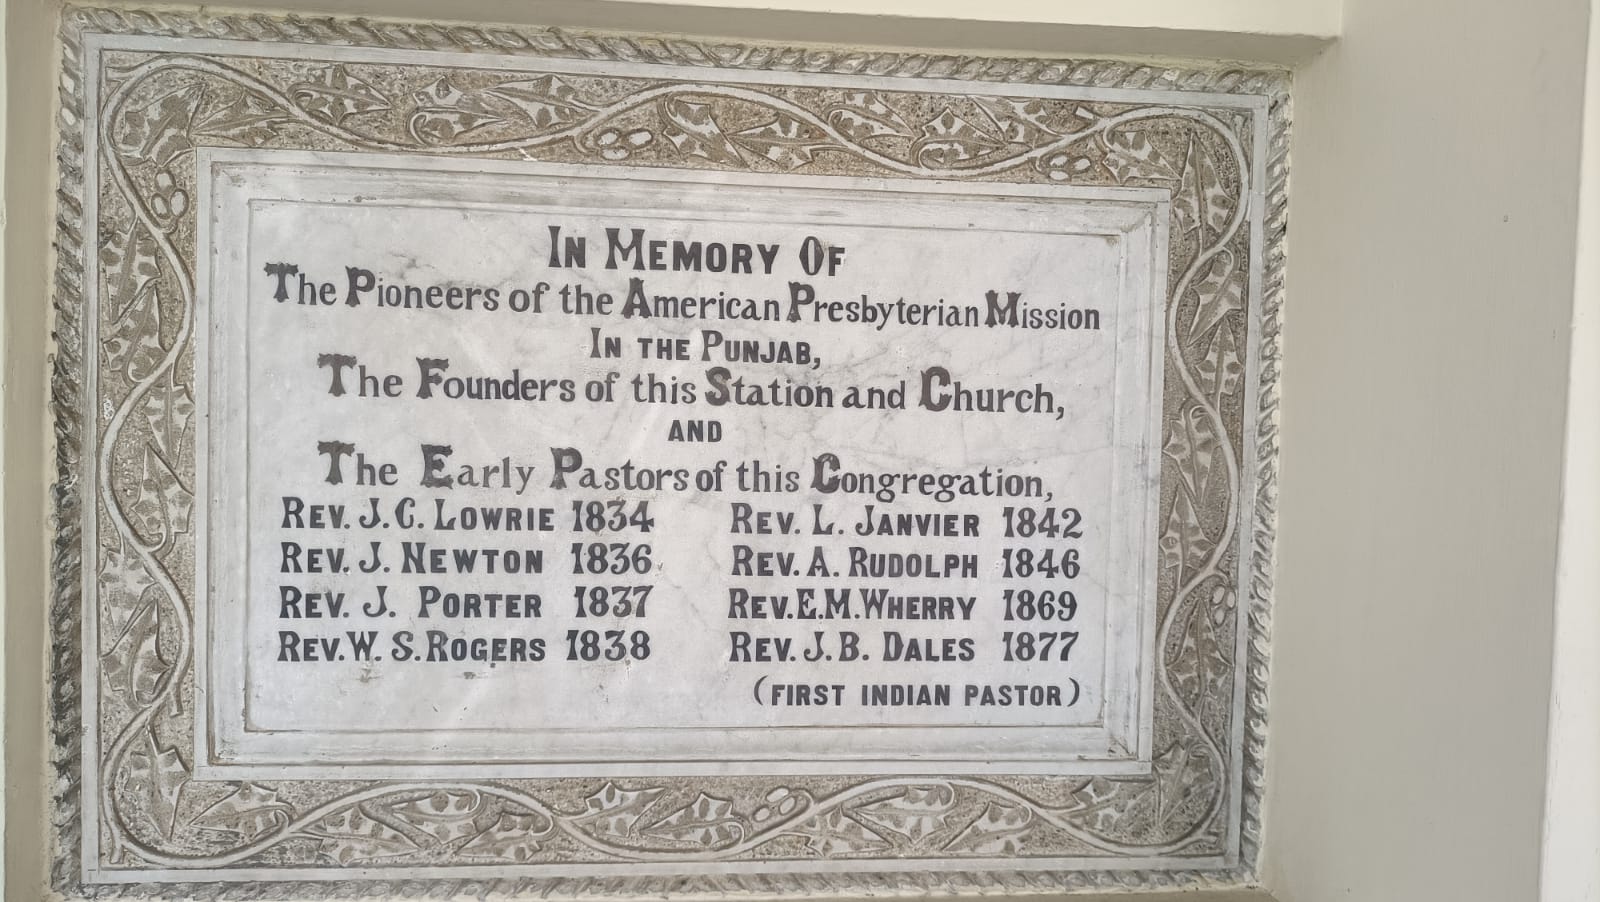 In Memory Of
The Pioneers of the American Presbyterian Mission
In the Punjab,
The Founders of this Station and Church,
AND
The Early Pastors of this Congregation,
Rev. J. C. Lowrie 1834 Rev. L. Janvier 1842
Rev. J. Newton 1836 Rev. A. Rudolph 1846
Rev. J. Porter 1837 Rev. E. M. Wherry 1869
Rev. W. S. Rogers 1838 Rev. J. B. Dales 1877
(FIRST INDIAN PASTOR)